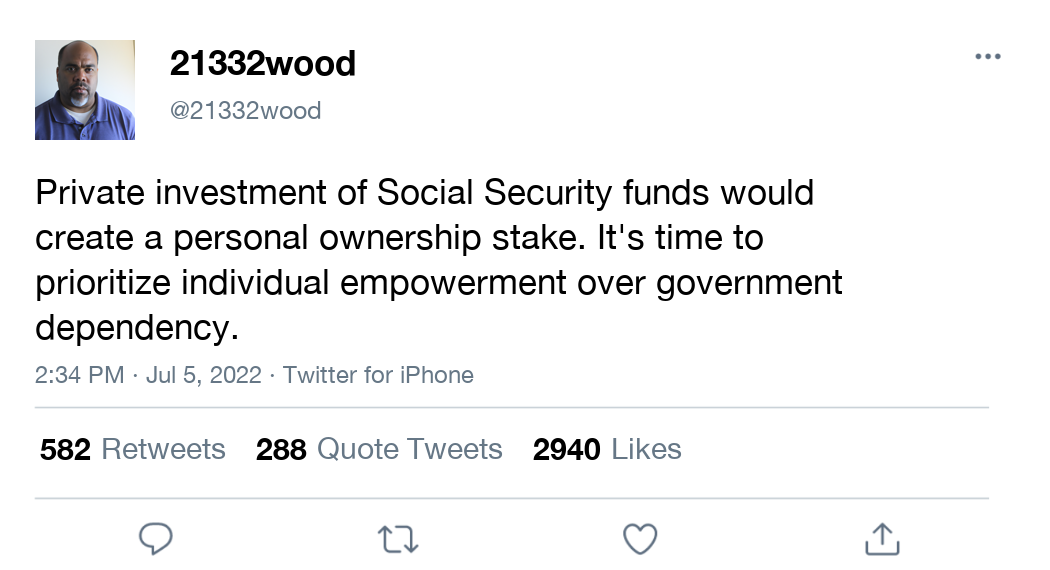 21332wood
@21332wood
Private investment of Social Security funds would
create a personal ownership stake. It's time to
prioritize individual empowerment over government
dependency.
2:34 PM · Jul 5, 2022 · Twitter for iPhone
582 Retweets 288 Quote Tweets 2940 Likes